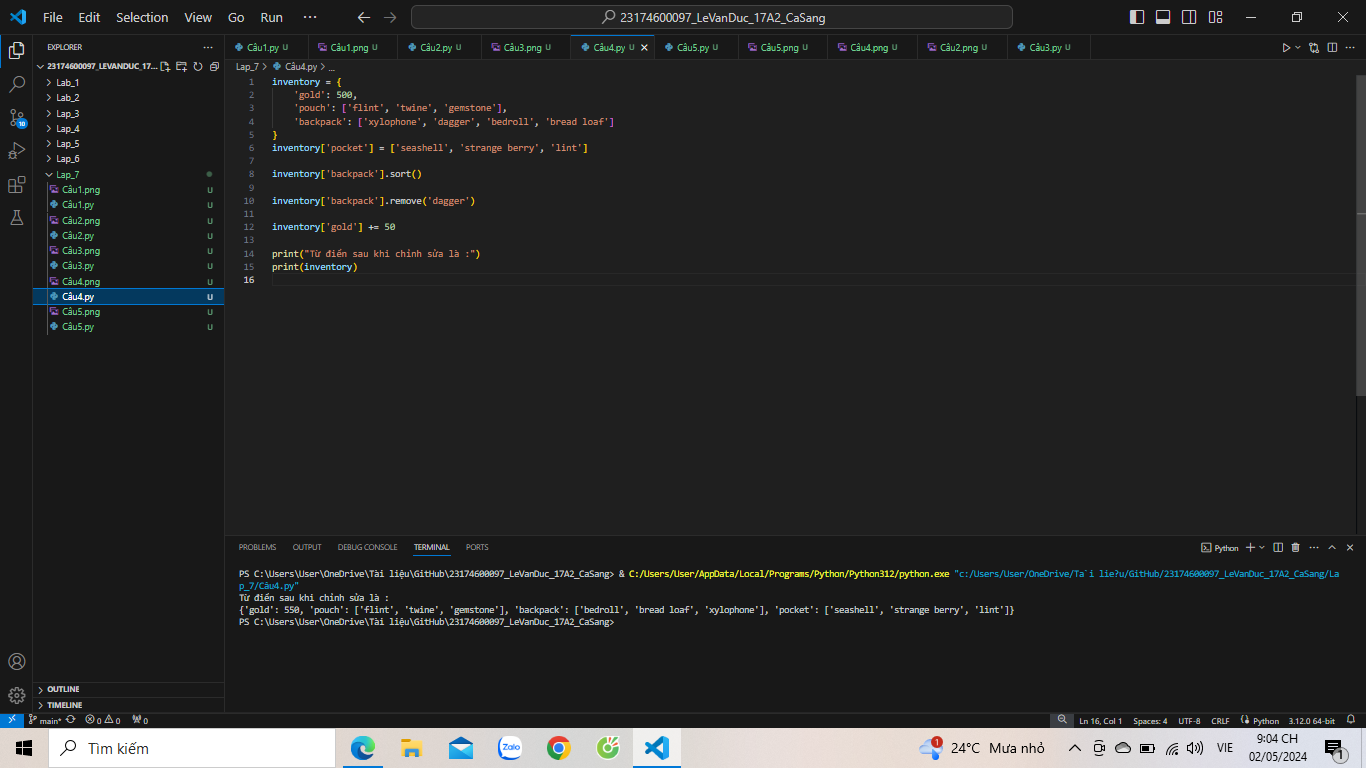 File Edit Selection View Go Run ··· 23174600097_LeVanDuc_17A2_CaSang
EXPLORER ···
23174600097_LEVANDUC_17...
Lab_1
Lab_2
Lap_3
Lap_4
Lap_5
Lap_6
Lap_7
Câu1.png U
Câu1.py U
Câu2.png U
Câu2.py U
Câu3.png U
Câu3.py U
Câu4.png U
Câu4.py U
Câu5.png U
Câu5.py U
OUTLINE
TIMELINE
10
Câu1.py U Câu1.png U Câu2.py U Câu3.png U Câu4.py U Câu5.py U Câu5.png U Câu4.png U Câu2.png U Câu3.py U
Lap_7 > Câu4.py > ...
1 inventory = {
2 'gold': 500,
3 'pouch': ['flint', 'twine', 'gemstone'],
4 'backpack': ['xylophone', 'dagger', 'bedroll', 'bread loaf']
5 }
6 inventory['pocket'] = ['seashell', 'strange berry', 'lint']
7
8 inventory['backpack'].sort()
9
10 inventory['backpack'].remove('dagger')
11
12 inventory['gold'] += 50
13
14 print("Từ điển sau khi chỉnh sửa là :")
15 print(inventory)
16
PROBLEMS OUTPUT DEBUG CONSOLE TERMINAL PORTS Python
PS C:\Users\User\OneDrive\Tài liệu\GitHub\23174600097_LeVanDuc_17A2_CaSang> & C:/Users/User/AppData/Local/Programs/Python/Python312/python.exe "c:/Users/User/OneDrive/Ta`i lie?u/GitHub/23174600097_LeVanDuc_17A2_CaSang/La
p_7/Câu4.py"
Từ điển sau khi chỉnh sửa là :
{'gold': 550, 'pouch': ['flint', 'twine', 'gemstone'], 'backpack': ['bedroll', 'bread loaf', 'xylophone'], 'pocket': ['seashell', 'strange berry', 'lint']}
PS C:\Users\User\OneDrive\Tài liệu\GitHub\23174600097_LeVanDuc_17A2_CaSang>
main* 0 0 0 Ln 16, Col 1 Spaces: 4 UTF-8 CRLF Python 3.12.0 64-bit
Tìm kiếm Zalo 1 24°C Mưa nhỏ VIE 9:04 CH
02/05/2024 1